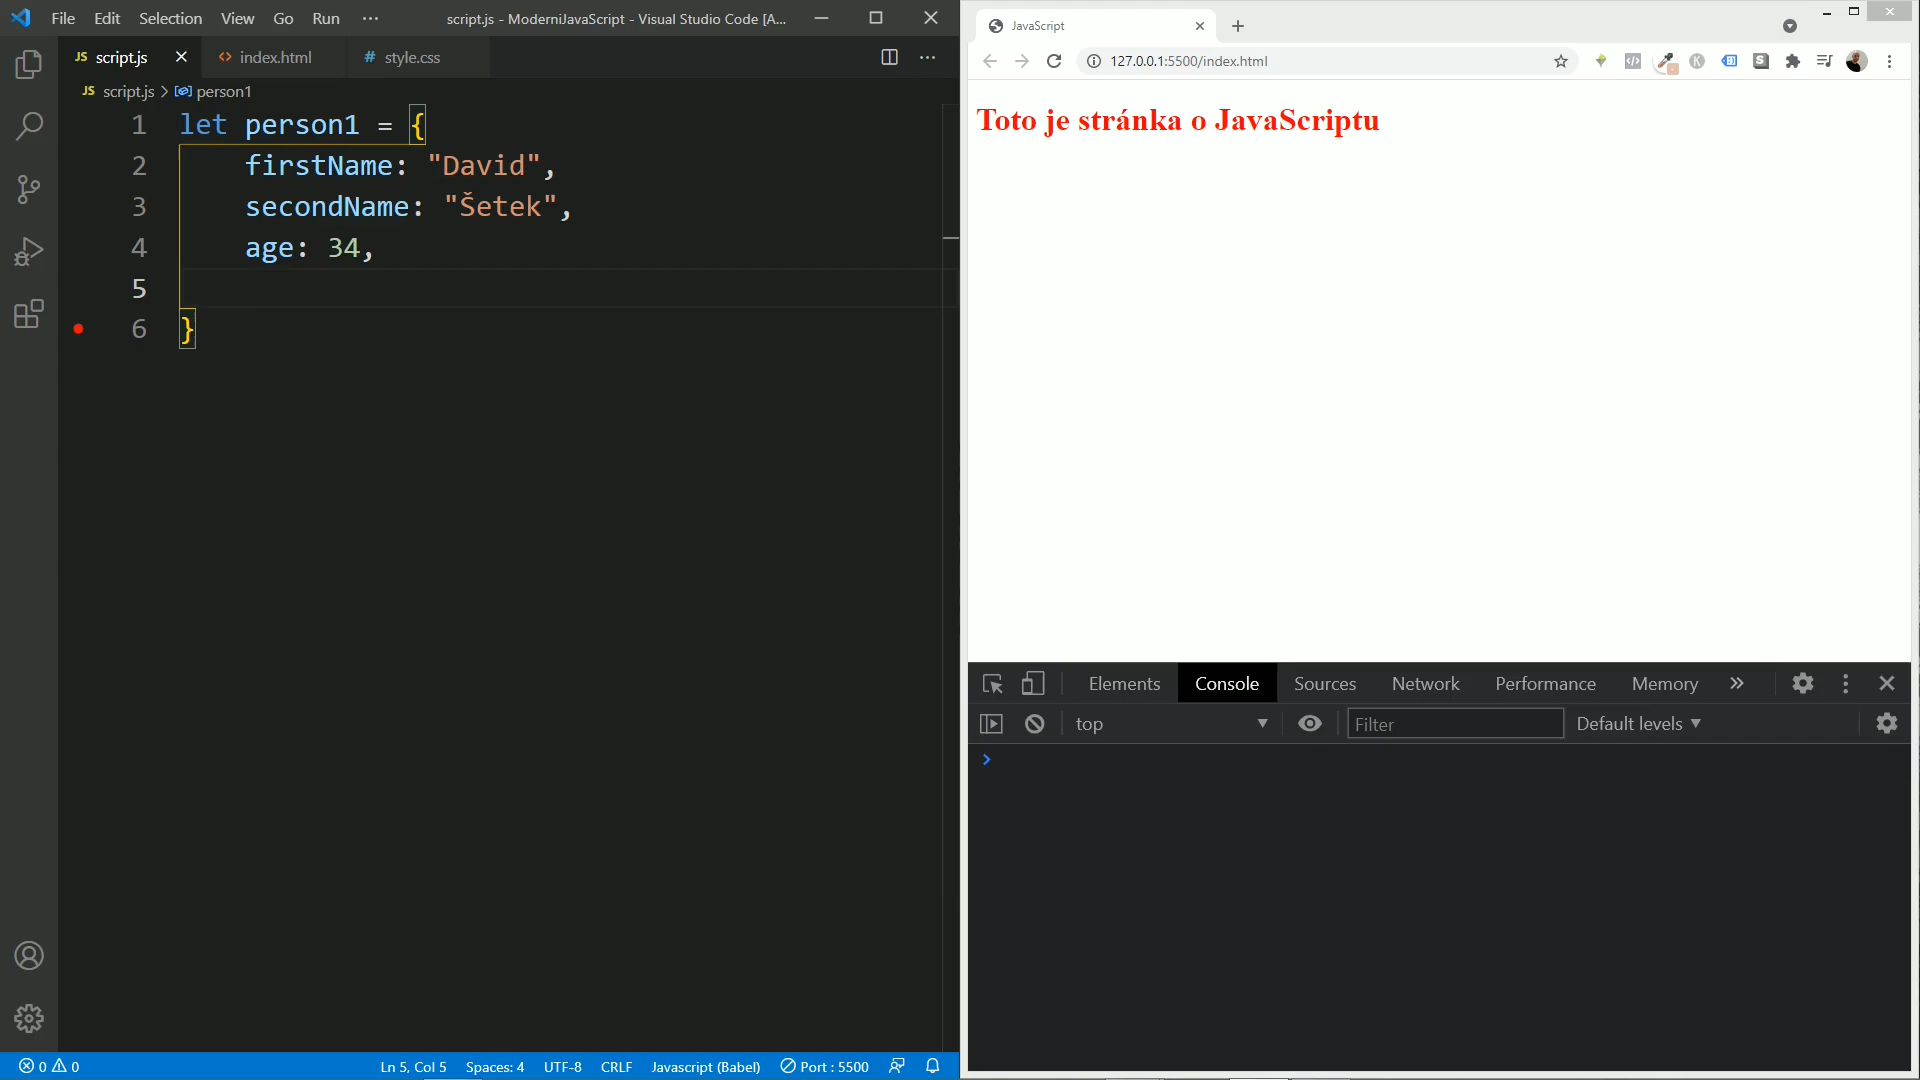 File Edit Selection View Go Run ··· script.js - ModerniJavaScript - Visual Studio Code [A...
JS script.js index.html # style.css
JS script.js > person1
1 let person1 = {
2 firstName: "David",
3 secondName: "Šetek",
4 age: 34,
5
6 }
0 0 Ln 5, Col 5 Spaces: 4 UTF-8 CRLF Javascript (Babel) Port : 5500
JavaScript
127.0.0.1:5500/index.html
Toto je stránka o JavaScriptu
Elements Console Sources Network Performance Memory »
top Filter Default levels